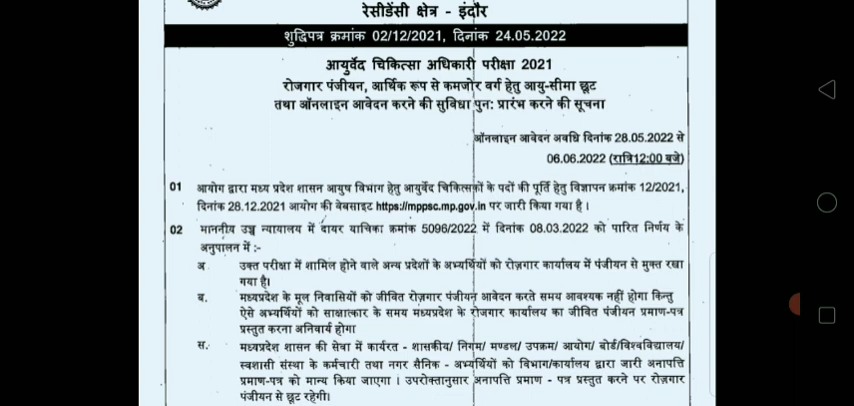 रेसीडेंसी क्षेत्र - इंदौर
शुद्धिपत्र क्रमांक 02/12/2021, दिनांक 24.05.2022
आयुर्वेद चिकित्सा अधिकारी परीक्षा 2021
रोजगार पंजीयन, आर्थिक रूप से कमजोर वर्ग हेतु आयु-सीमा छूट
तथा ऑनलाइन आवेदन करने की सुविधा पुन: प्रारंभ करने की सूचना
ऑनलाइन आवेदन अवधि दिनांक 28.05.2022 से
06.06.2022 (रात्रि12:00 बजे)
01 आयोग द्वारा मध्य प्रदेश शासन आयुष विभाग हेतु आयुर्वेद चिकित्सकों के पदों की पूर्ति हेतु विज्ञापन क्रमांक 12/2021,
दिनांक 28.12.2021 आयोग की वेबसाइट https://mppsc.mp.gov.in पर जारी किया गया है।
02 माननीय उच्च न्यायालय में दायर याचिका क्रमांक 5096/2022 में दिनांक 08.03.2022 को पारित निर्णय के
अनुपालन में :-
अ उक्त परीक्षा में शामिल होने वाले अन्य प्रदेशों के अभ्यर्थियों को रोज़गार कार्यालय में पंजीयन से मुक्त रखा
गया है।
ब. मध्यप्रदेश के मूल निवासियों को जीवित रोज़गार पंजीयन आवेदन करते समय आवश्यक नहीं होगा किन्तु
ऐसे अभ्यर्थियों को साक्षात्कार के समय मध्यप्रदेश के रोजगार कार्यालय का जीवित पंजीयन प्रमाण-पत्र
प्रस्तुत करना अनिवार्य होगा
स. मध्यप्रदेश शासन की सेवा में कार्यरत - शासकीय/ निगम/ मण्डल/ उपक्रम/ आयोग/ बोर्ड/विश्वविद्यालय/
स्वशासी संस्था के कर्मचारी तथा नगर सैनिक - अभ्यर्थियों को विभाग/कार्यालय द्वारा जारी अनापत्ति
प्रमाण-पत्र को मान्य किया जाएगा । उपरोक्तानुसार अनापत्ति प्रमाण - पत्र प्रस्तुत करने पर रोज़गार
पंजीयन से छूट रहेगी।